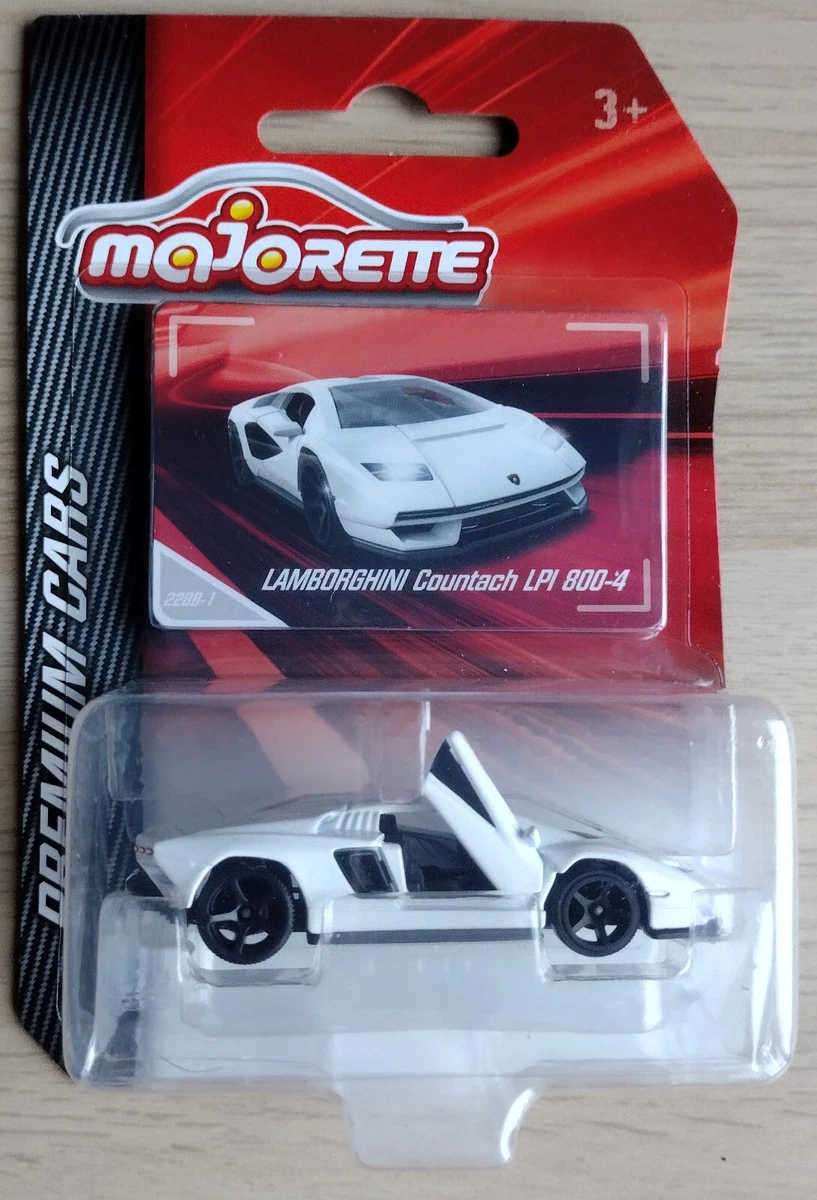 3+
majorette
PREMIUM CARS
LAMBORGHINI Countach LPI 800-4
228B-1